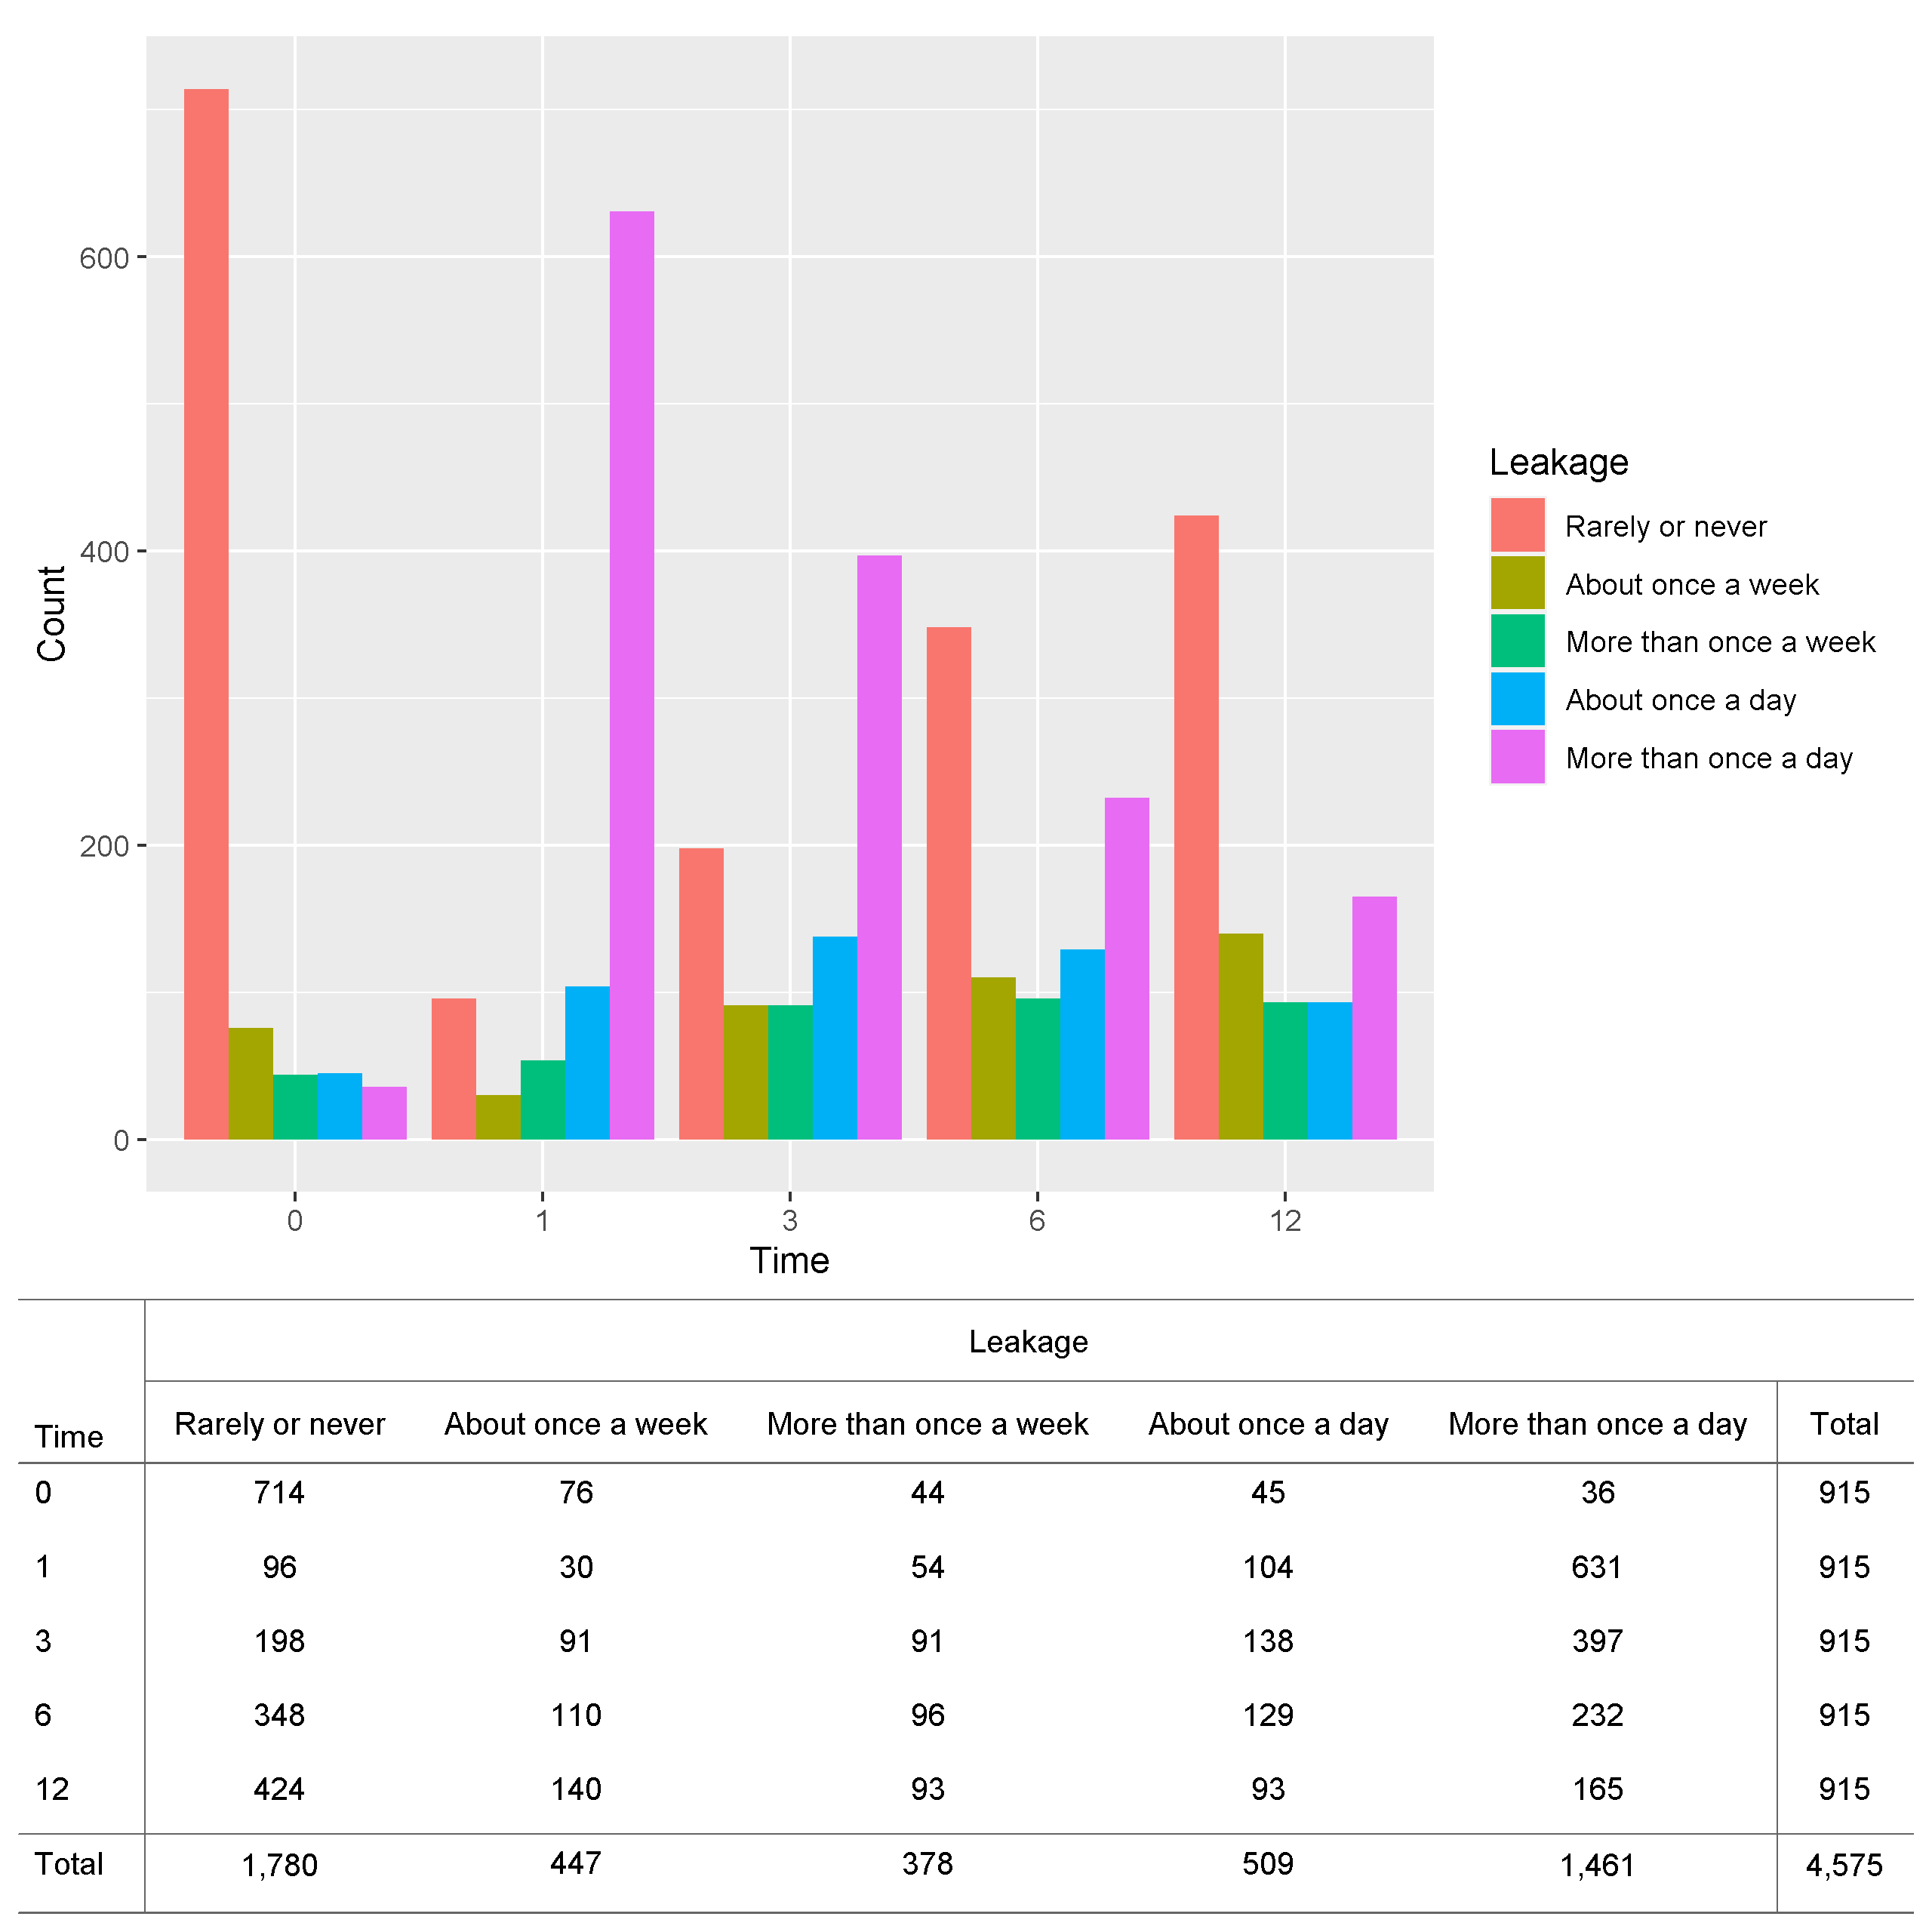 600
400
200
0
Count
0 1 3 6 12
Time
Leakage
Rarely or never
About once a week
More than once a week
About once a day
More than once a day
Leakage
Time Rarely or never About once a week More than once a week About once a day More than once a day Total
0 714 76 44 45 36 915
1 96 30 54 104 631 915
3 198 91 91 138 397 915
6 348 110 96 129 232 915
12 424 140 93 93 165 915
Total 1,780 447 378 509 1,461 4,575